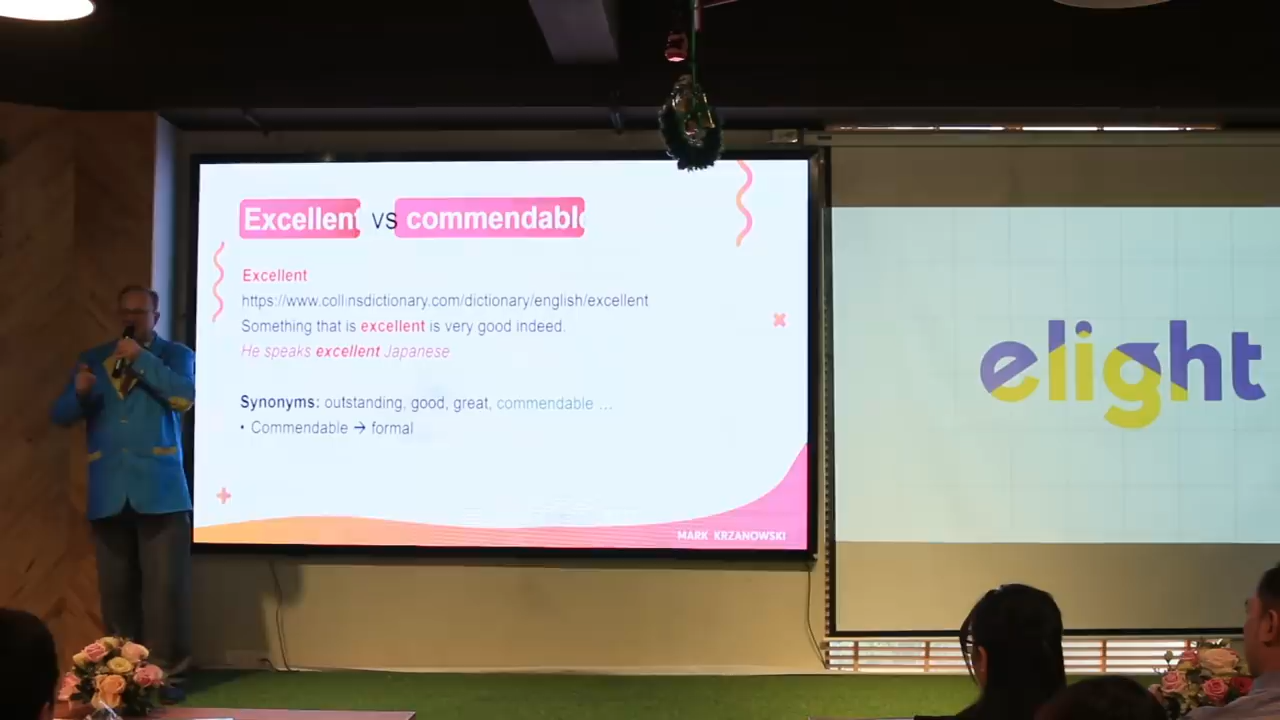 Excellent vs commendable
Excellent
https://www.collinsdictionary.com/dictionary/english/excellent
Something that is excellent is very good indeed.
He speaks excellent Japanese
Synonyms: outstanding, good, great, commendable ...
• Commendable → formal
MARK KRZANOWSKI
elight